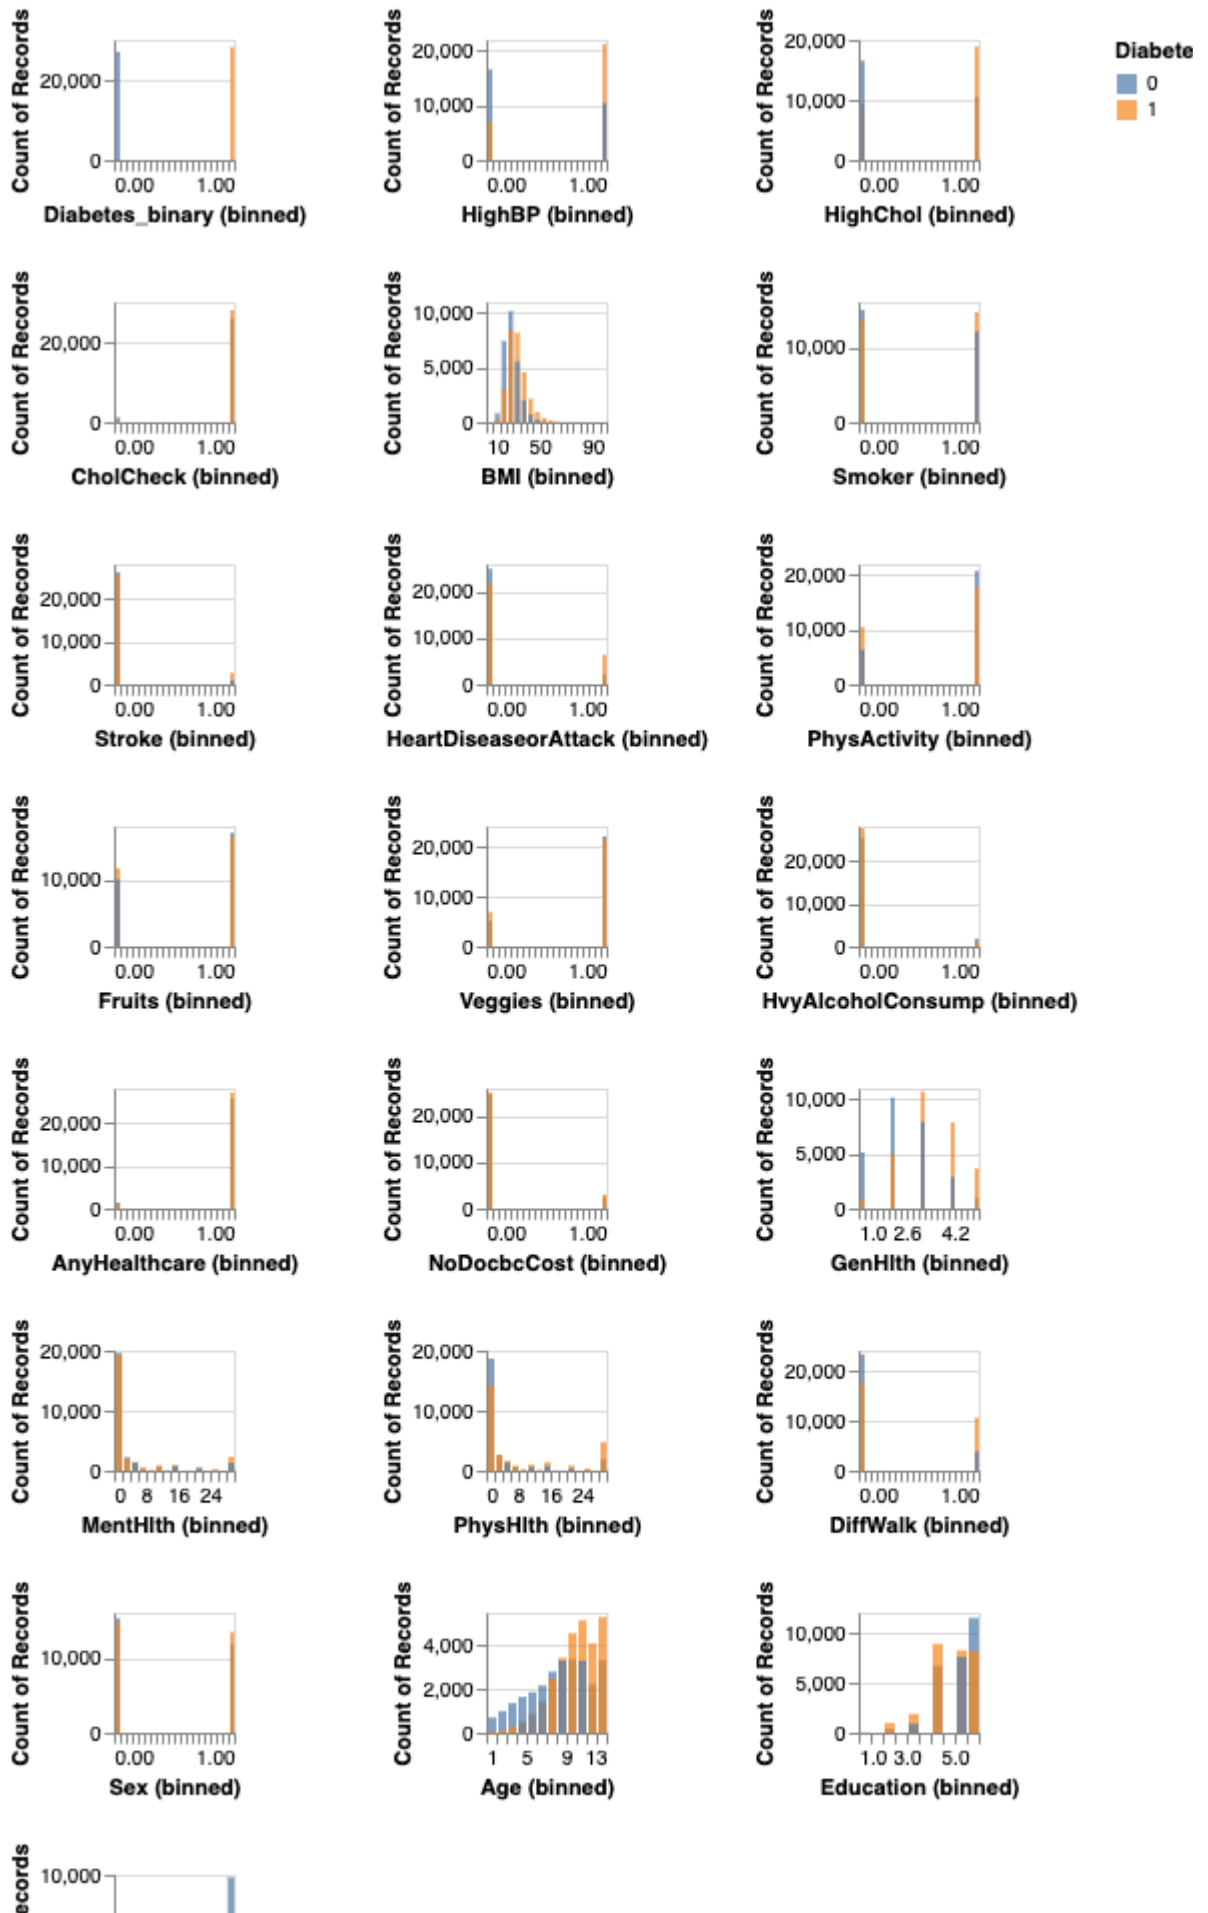 Count of Records
20,000
0
0.00 1.00
Diabetes_binary (binned)
Count of Records
20,000
10,000
0
0.00 1.00
HighBP (binned)
Count of Records
20,000
10,000
0
0.00 1.00
HighChol (binned)
Diabete
0
1
Count of Records
20,000
0
0.00 1.00
CholCheck (binned)
Count of Records
10,000
5,000
0
10 50 90
BMI (binned)
Count of Records
10,000
0
0.00 1.00
Smoker (binned)
Count of Records
20,000
10,000
0
0.00 1.00
Stroke (binned)
Count of Records
20,000
10,000
0
0.00 1.00
HeartDiseaseorAttack (binned)
Count of Records
20,000
10,000
0
0.00 1.00
PhysActivity (binned)
Count of Records
10,000
0
0.00 1.00
Fruits (binned)
Count of Records
20,000
10,000
0
0.00 1.00
Veggies (binned)
Count of Records
20,000
10,000
0
0.00 1.00
HvyAlcoholConsump (binned)
Count of Records
20,000
10,000
0
0.00 1.00
AnyHealthcare (binned)
Count of Records
20,000
10,000
0
0.00 1.00
NoDocbcCost (binned)
Count of Records
10,000
5,000
0
1.0 2.6 4.2
GenHlth (binned)
Count of Records
20,000
10,000
0
0 8 16 24
MentHlth (binned)
Count of Records
20,000
10,000
0
0 8 16 24
PhysHlth (binned)
Count of Records
20,000
10,000
0
0.00 1.00
DiffWalk (binned)
Count of Records
10,000
0
0.00 1.00
Sex (binned)
Count of Records
4,000
2,000
0
1 5 9 13
Age (binned)
Count of Records
10,000
5,000
0
1.0 3.0 5.0
Education (binned)
ecords
10,000